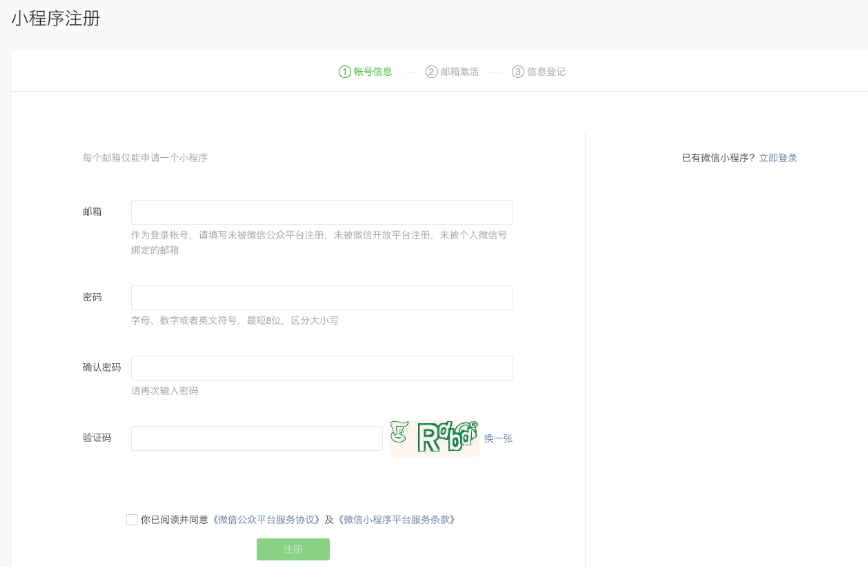 小程序注册
① 帐号信息 ② 邮箱激活 ③ 信息登记
每个邮箱仅能申请一个小程序
已有微信小程序？立即登录
邮箱
作为登录帐号，请填写未被微信公众平台注册，未被微信开放平台注册，未被个人微信号
绑定的邮箱
密码
字母、数字或者英文符号，最短8位，区分大小写
确认密码
请再次输入密码
验证码
换一张
你已阅读并同意《微信公众平台服务协议》及《微信小程序平台服务条款》
注册